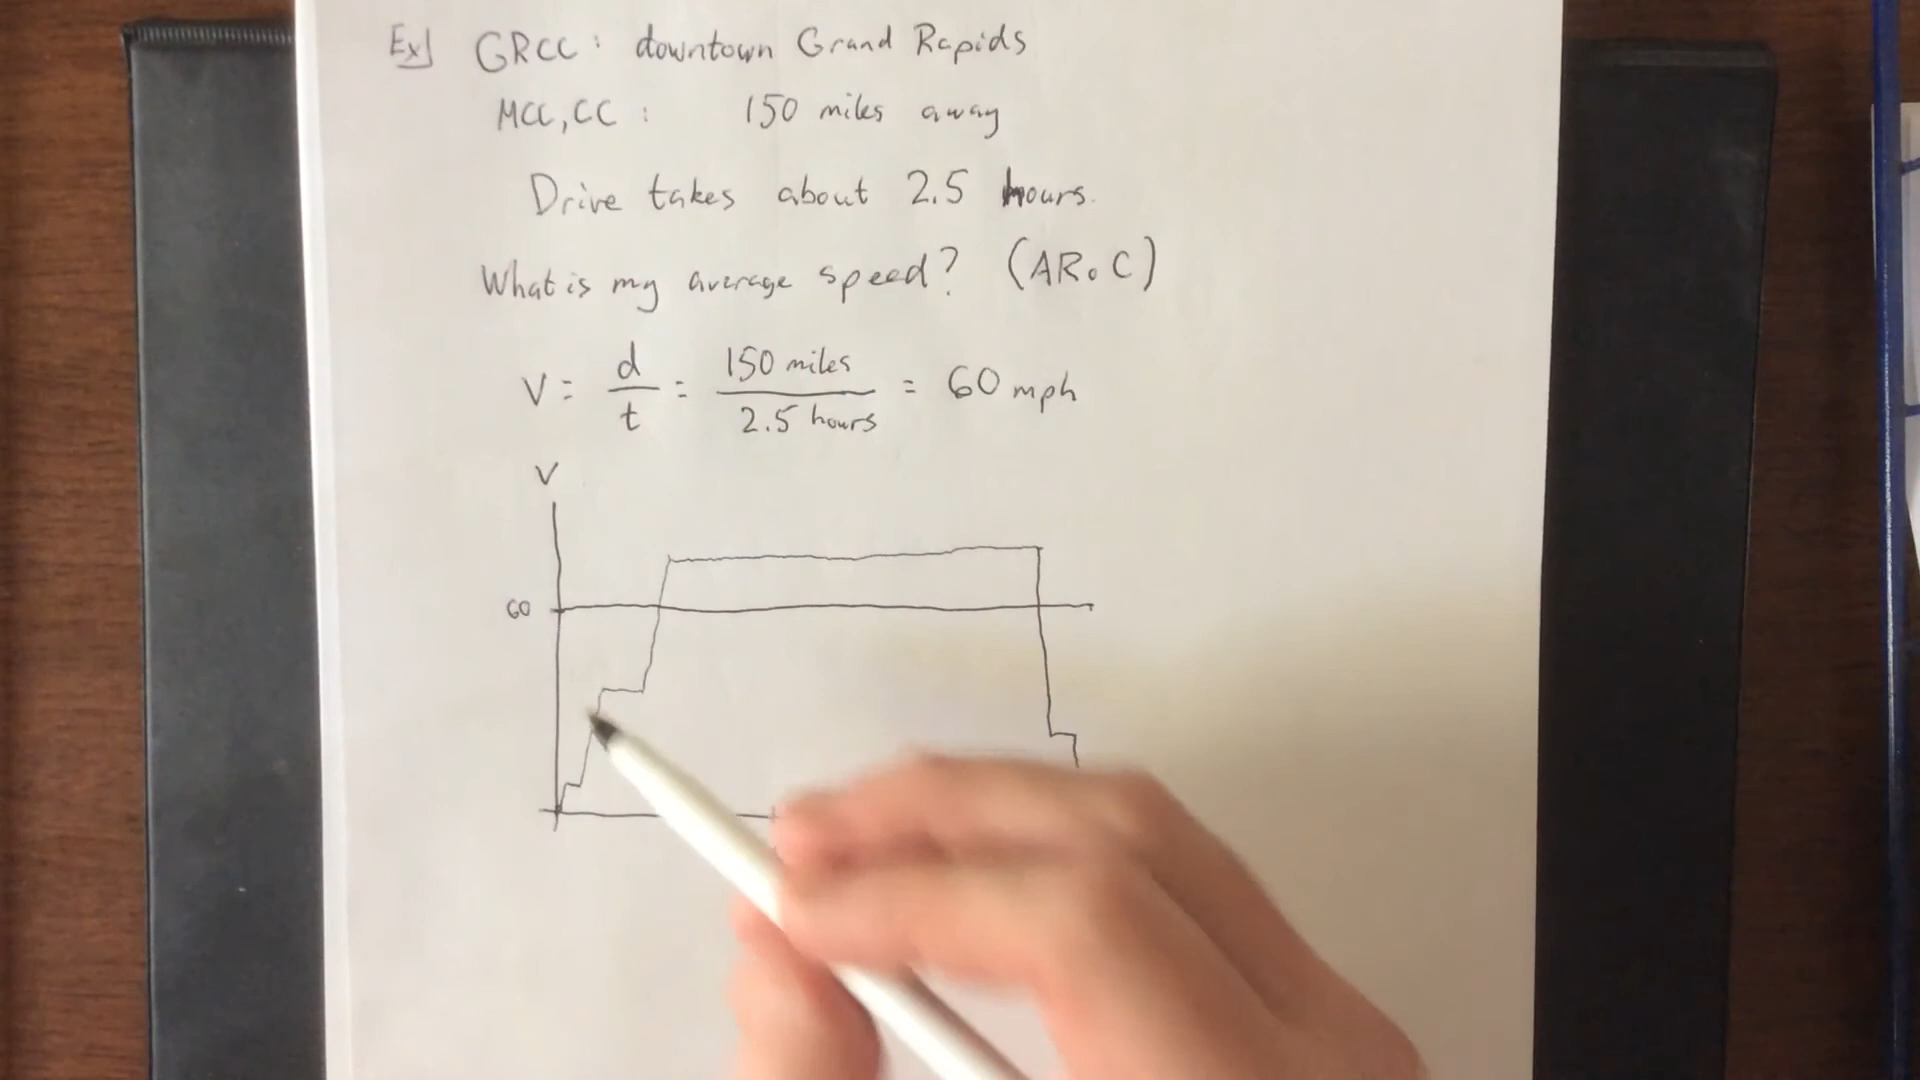 Ex] GRCC: downtown Grand Rapids
MCC, CC: 150 miles away
Drive takes about 2.5 hours.
What is my average speed? (ARoC)
V = d/t = 150 miles/2.5 hours = 60 mph
V
60